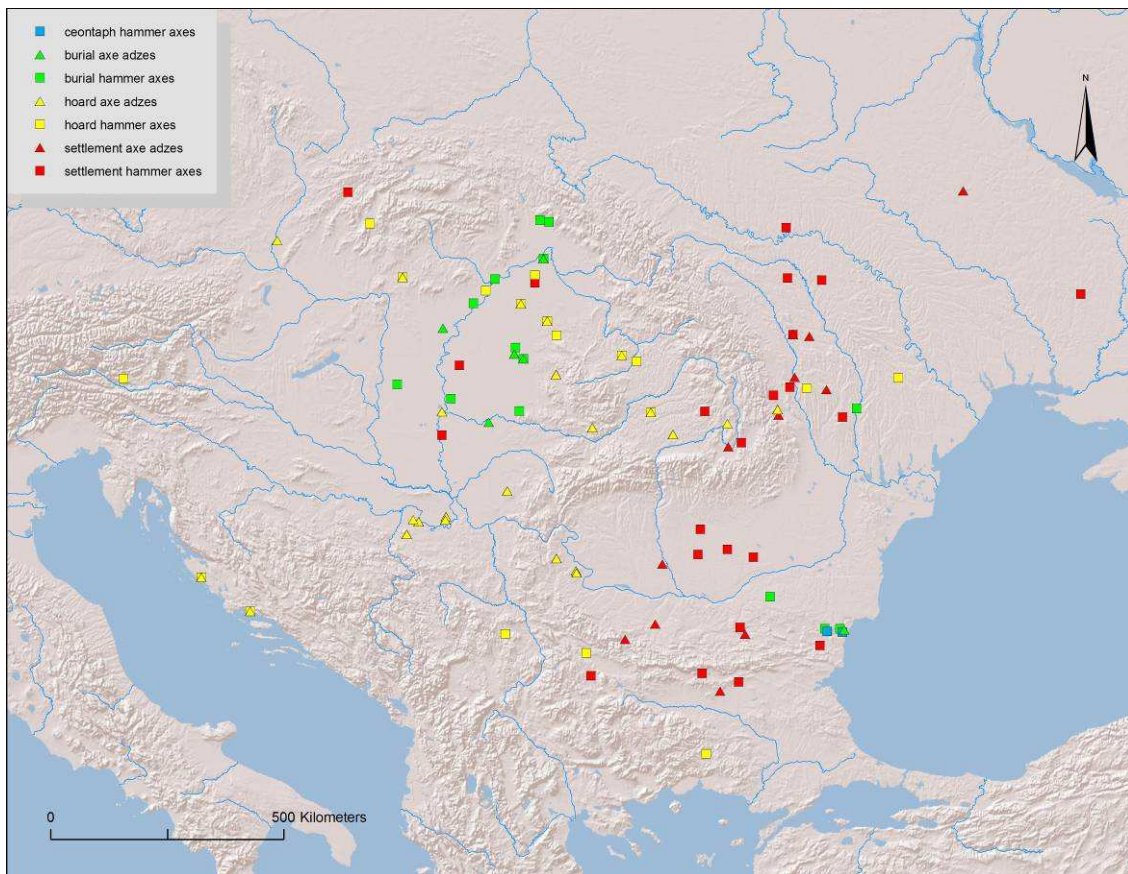 ceontaph hammer axes
burial axe adzes
burial hammer axes
hoard axe adzes
hoard hammer axes
settlement axe adzes
settlement hammer axes
N
0 500 Kilometers